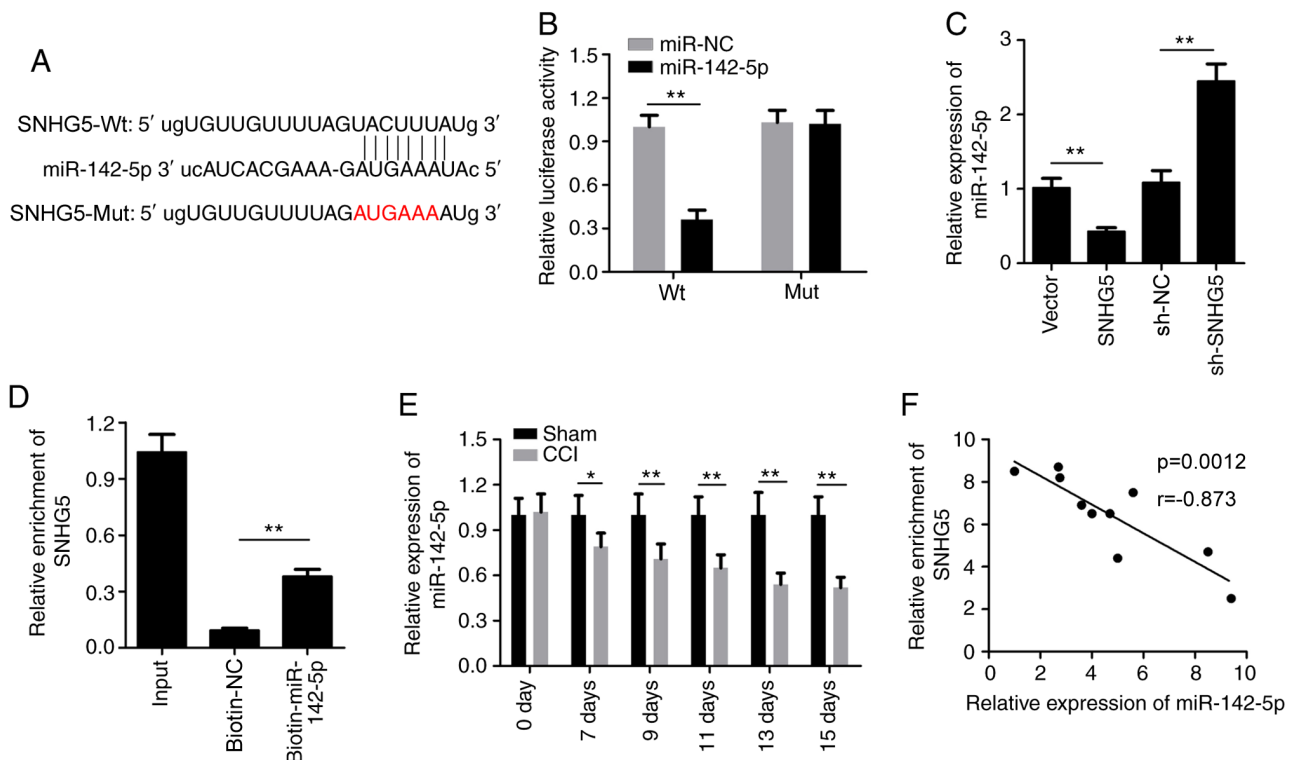 A
SNHG5-Wt: 5′ ugUGUUGUUUUAGUACUUUAUg 3′
miR-142-5p 3′ ucAUCACGAAA-GAUGAAAUAc 5′
SNHG5-Mut: 5′ ugUGUUGUUUUAGAUGAAAAUg 3′
B
miR-NC
miR-142-5p
Relative luciferase activity
1.5
1.2
0.9
0.6
0.3
0.0
**
Wt
Mut
C
Relative expression of
miR-142-5p
3
2
1
0
**
**
Vector
SNHG5
sh-NC
sh-SNHG5
D
Relative enrichment of
SNHG5
1.2
0.9
0.6
0.3
0.0
**
Input
Biotin-NC
Biotin-miR-
142-5p
E
Sham
CCI
Relative expression of
miR-142-5p
1.5
1.2
0.9
0.6
0.3
0.0
*
**
**
**
**
0 day
7 days
9 days
11 days
13 days
15 days
F
Relative enrichment of
SNHG5
10
8
6
4
2
0
p=0.0012
r=-0.873
0 2 4 6 8 10
Relative expression of miR-142-5p